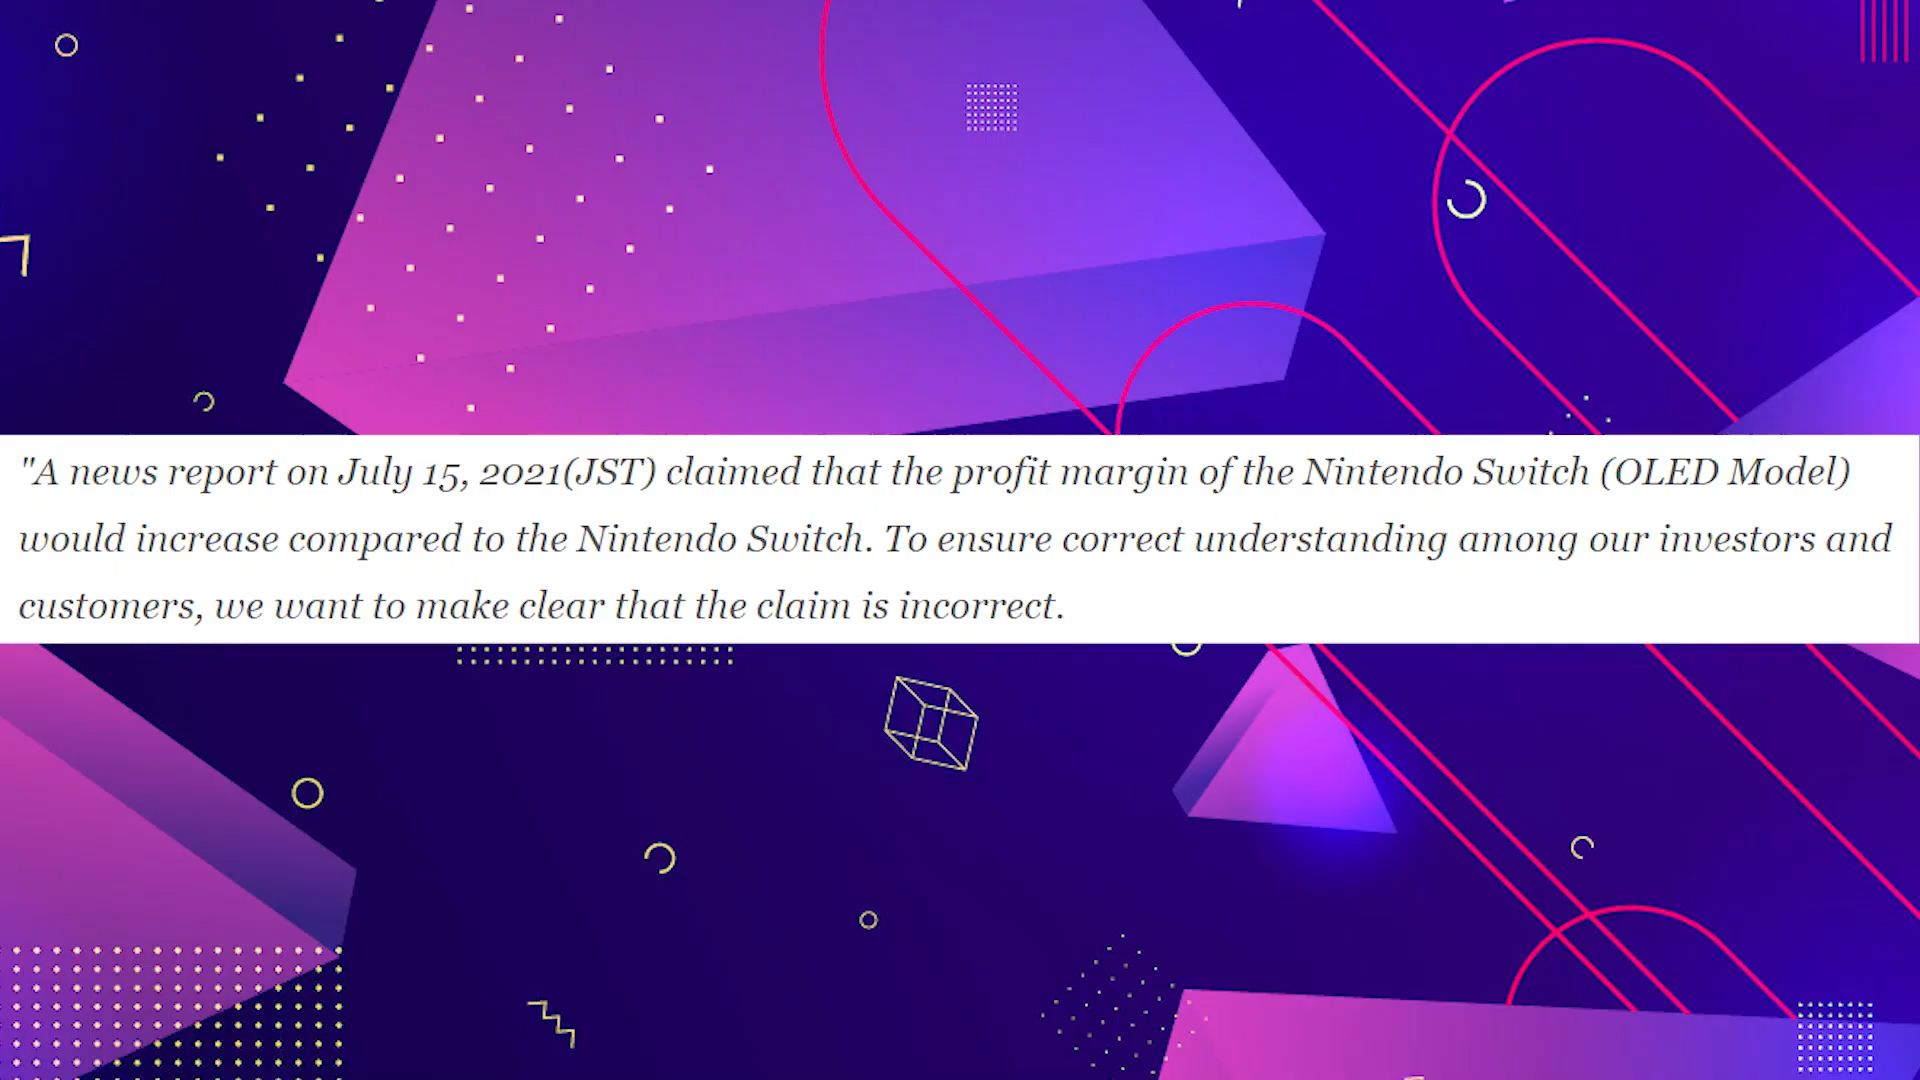 "A news report on July 15, 2021(JST) claimed that the profit margin of the Nintendo Switch (OLED Model)
would increase compared to the Nintendo Switch. To ensure correct understanding among our investors and
customers, we want to make clear that the claim is incorrect.